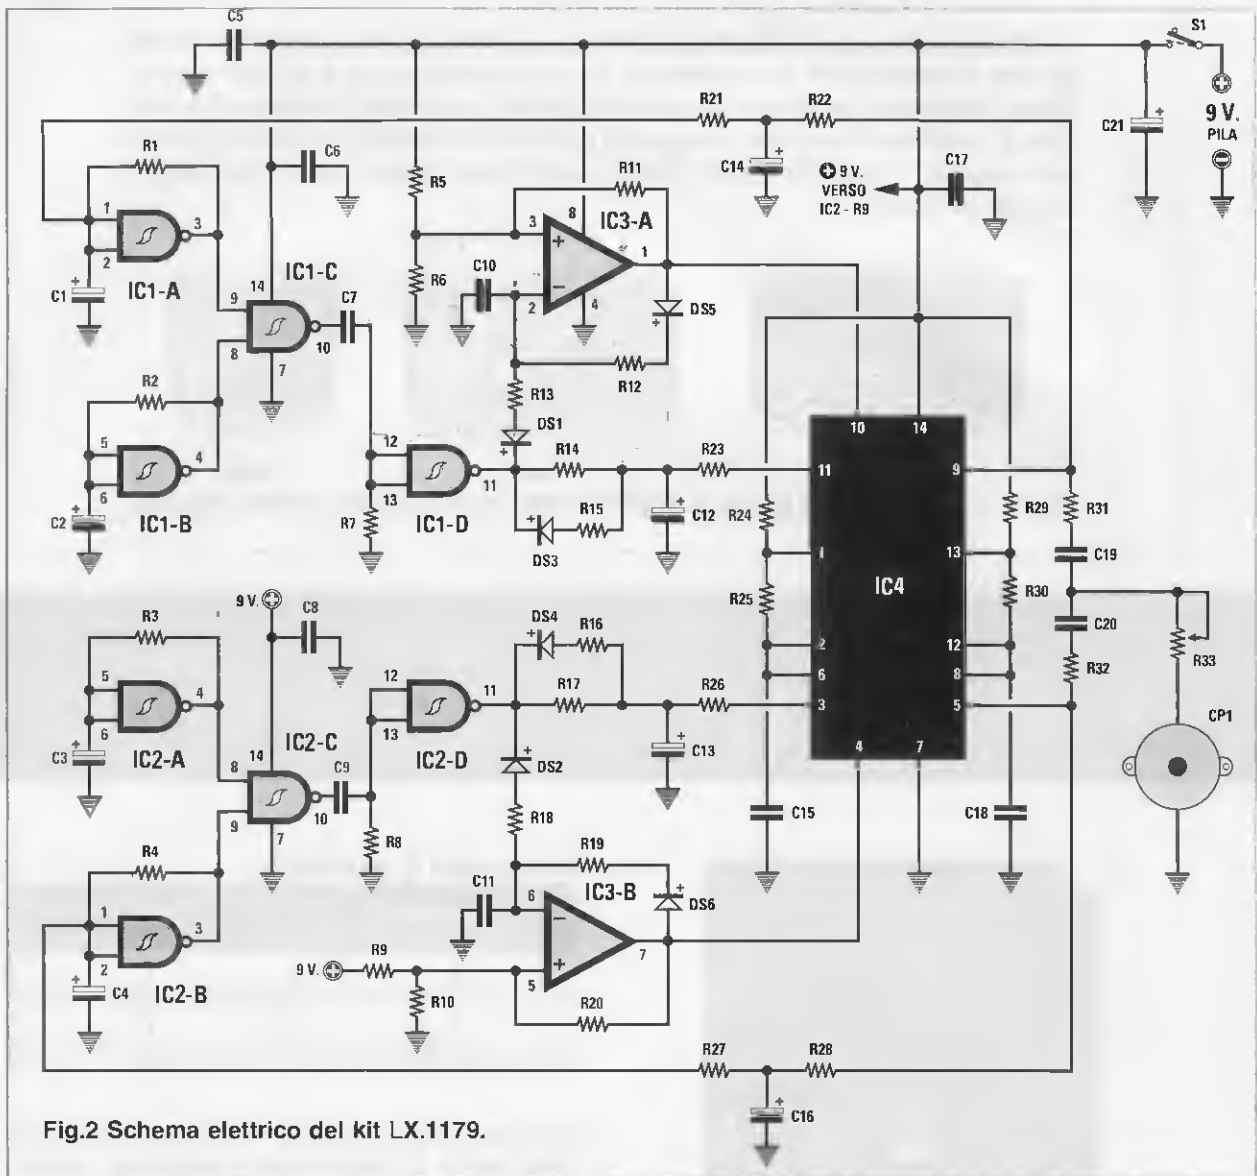 C5
S1
R21
R22
9 V.
PILA
C21
R1
C6
R5
R11
C14
9 V.
VERSO
IC2 - R9
C17
1
3
2
IC3-A
8
3
1
+
−
2
4
C1
IC1-A
IC1-C
R6
C10
DS5
14
C7
9
10
8
7
R2
R12
R13
DS1
5
4
6
12
13
11
R14
R23
11
10
14
9
C2
IC1-B
R7
IC1-D
R15
DS3
C12
R24
R29
R31
1
13
C19
IC4
R25
R30
9 V.
C8
R3
DS4
R16
C20
2
12
R33
5
4
6
12
13
11
R17
R26
6
8
R32
3
5
CP1
C3
IC2-A
IC2-C
IC2-D
C13
4
7
14
C9
8
10
9
7
DS2
R18
C15
C18
R8
R4
R19
C11
IC3-B
DS6
1
3
2
6
−
7
+
5
9 V.
R9
C4
IC2-B
R10
R20
R27
R28
C16
Fig.2 Schema elettrico del kit LX.1179.